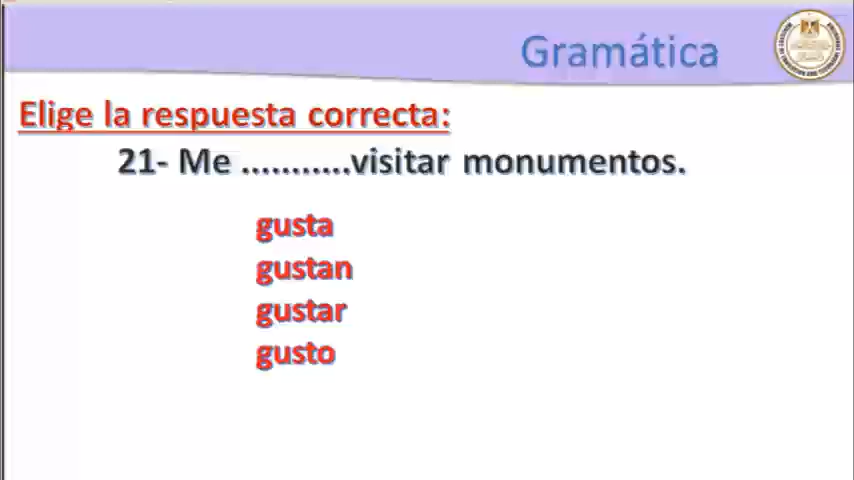 Gramática
Elige la respuesta correcta:
21- Me ...........visitar monumentos.
gusta
gustan
gustar
gusto